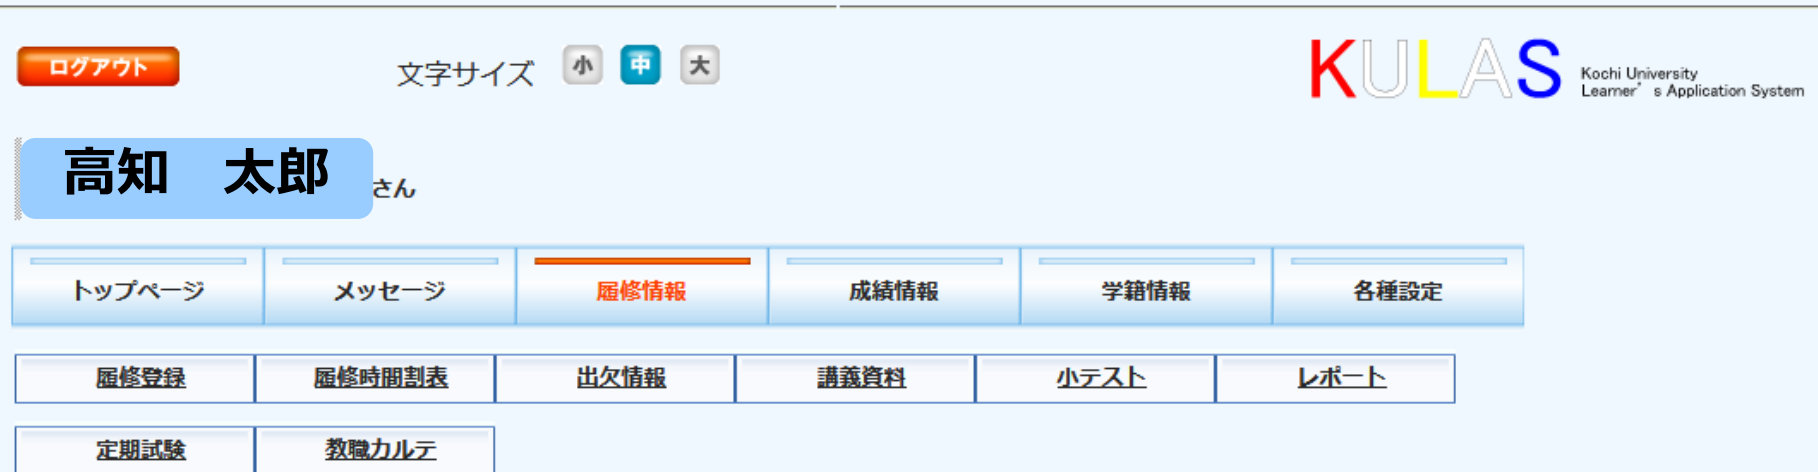 ログアウト 文字サイズ 小 中 大 KULAS Kochi University
Learner’s Application System
高知　太郎 さん
トップページ メッセージ 履修情報 成績情報 学籍情報 各種設定
履修登録 履修時間割表 出欠情報 講義資料 小テスト レポート
定期試験 教職カルテ